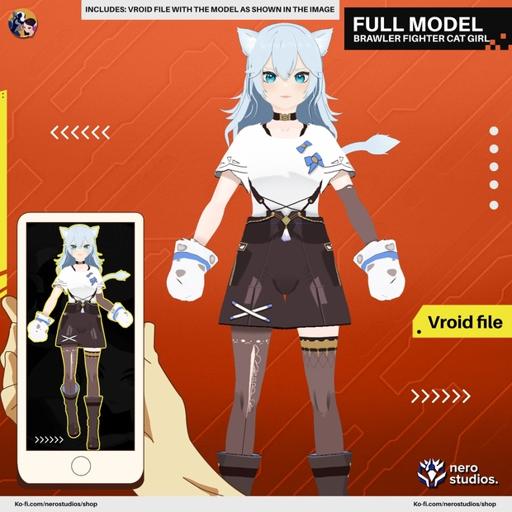 INCLUDES: VROID FILE WITH THE MODEL AS SHOWN IN THE IMAGE
FULL MODEL
BRAWLER FIGHTER CAT GIRL
Vroid file
nero
studios.
Ko-fi.com/nerostudios/shop
Ko-fi.com/nerostudios/shop